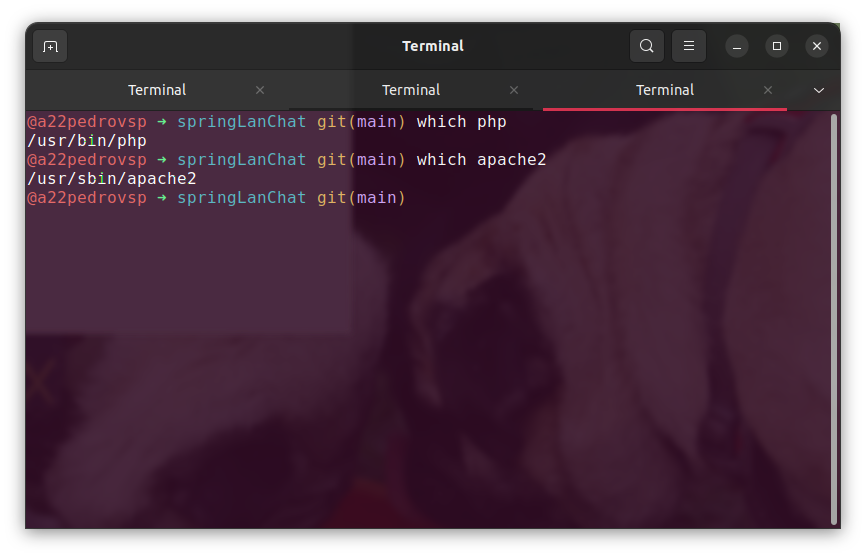 Terminal
Terminal
Terminal
Terminal
@a22pedrovsp ➜ springLanChat git(main) which php
/usr/bin/php
@a22pedrovsp ➜ springLanChat git(main) which apache2
/usr/sbin/apache2
@a22pedrovsp ➜ springLanChat git(main)